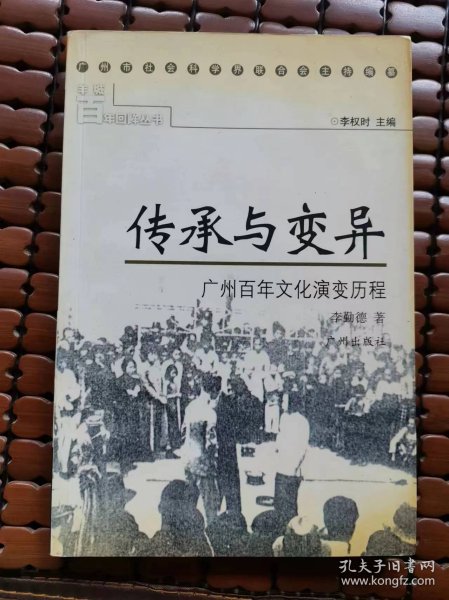 广州市社会科学界联合会主持编纂
羊城
百年回眸丛书
⊙李权时 主编
传承与变异
广州百年文化演变历程
李勤德 著
广州出版社
孔夫子旧书网
www.kongfz.com